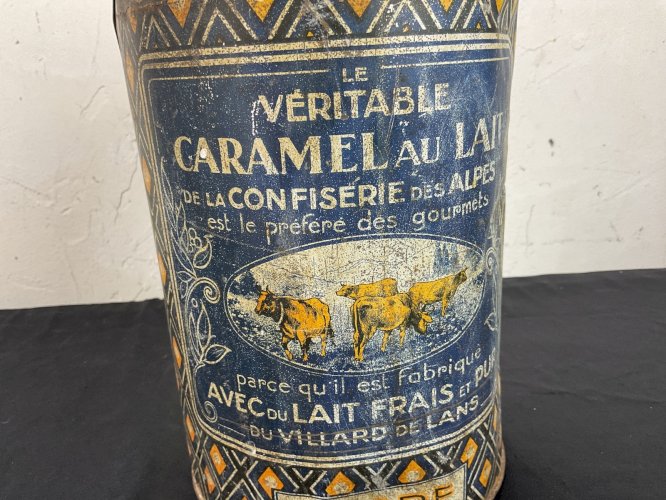 LE
VÉRITABLE
CARAMEL AU LAIT
DE LA CONFISERIE DES ALPES
est le préféré des gourmets
parce qu'il est fabriqué
AVEC DU LAIT FRAIS ET PUR
DU VILLARD DE LANS